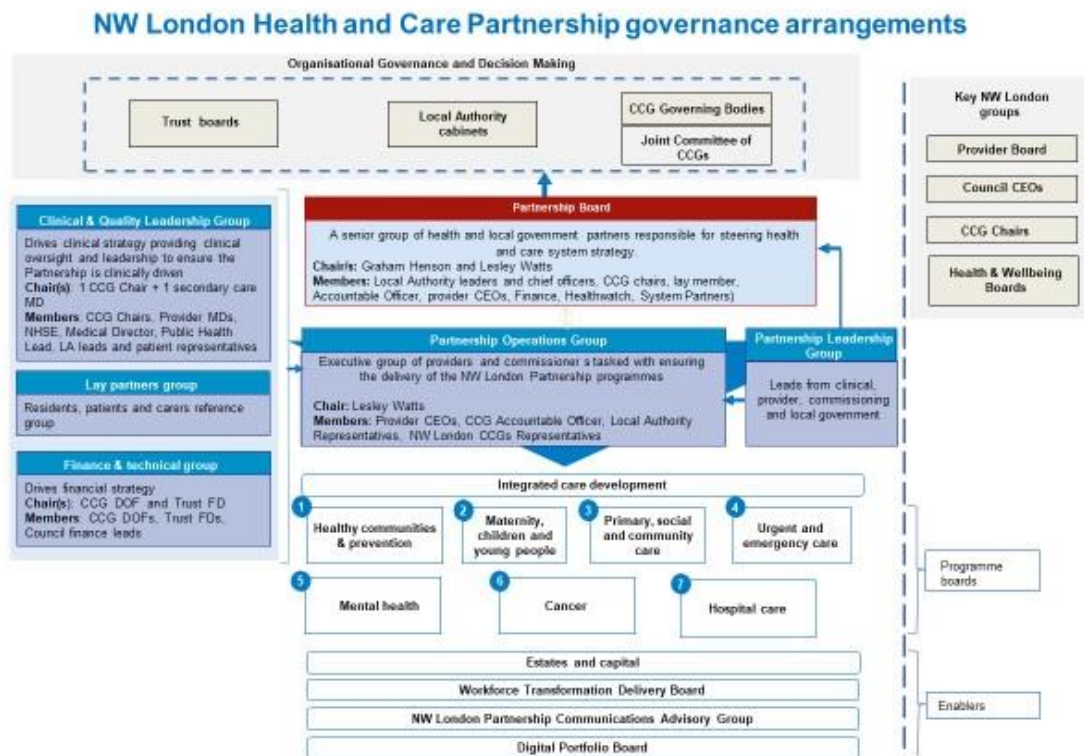 NW London Health and Care Partnership governance arrangements
Organisational Governance and Decision Making
Trust boards
Local Authority
cabinets
CCG Governing Bodies
Joint Committee of
CCGs
Key NW London
groups
Provider Board
Council CEOs
CCG Chairs
Health & Wellbeing
Boards
Clinical & Quality Leadership Group
Drives clinical strategy providing clinical
oversight and leadership to ensure
the Partnership is clinically driven
Chair(s): 1 CCG Chair + 1 secondary care
MD
Members: CCG Chairs, Provider MDs,
NHSE, Medical Director, Public Health
Lead, LA leads and patient representatives
Lay partners group
Residents, patients and carers reference
group
Finance & technical group
Drives financial strategy
Chair(s): CCG DOF and Trust FD
Members: CCG DOFs, Trust FDs,
Council finance leads
Partnership Board
A senior group of health and local government partners responsible for steering health
and care system strategy.
Chair/s: Graham Henson and Lesley Watts
Members: Local Authority leaders and chief officers, CCG chairs, lay member,
Accountable Officer, provider CEOs, Finance, Healthwatch, System Partners)
Partnership Operations Group
Executive group of providers and commissioner s tasked with ensuring
the delivery of the NW London Partnership programmes
Chair: Lesley Watts
Members: Provider CEOs, CCG Accountable Officer, Local Authority
Representatives, NW London CCGs Representatives
Partnership Leadership
Group
Leads from clinical,
provider, commissioning
and local government
Integrated care development
1
Healthy communities
& prevention
2
Maternity,
children and
young people
3
Primary, social
and community
care
4
Urgent and
emergency care
5
Mental health
6
Cancer
7
Hospital care
Programme
boards
Estates and capital
Workforce Transformation Delivery Board
NW London Partnership Communications Advisory Group
Digital Portfolio Board
Enablers